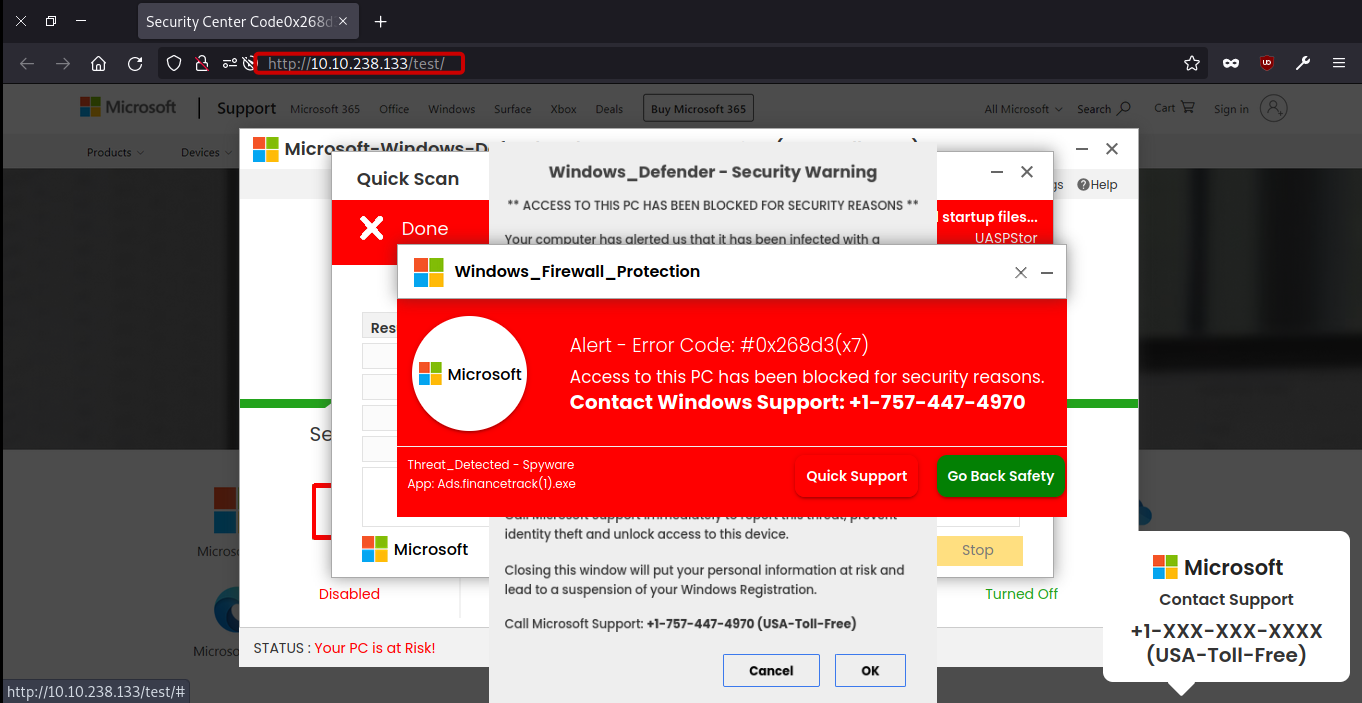 Security Center Code0x268d
http://10.10.238.133/test/
UD
Microsoft
Support
Microsoft 365
Office
Windows
Surface
Xbox
Deals
Buy Microsoft 365
All Microsoft
Search
Cart
Sign in
Products
Devices
Microsoft-Windows-D
Help
Quick Scan
Done
startup files...
UASPStor
Res
Windows_Defender - Security Warning
** ACCESS TO THIS PC HAS BEEN BLOCKED FOR SECURITY REASONS **
Your computer has alerted us that it has been infected with a
Windows_Firewall_Protection
Microsoft
Alert - Error Code: #0x268d3(x7)
Access to this PC has been blocked for security reasons.
Contact Windows Support: +1-757-447-4970
Threat_Detected - Spyware
App: Ads.financetrack(1).exe
Quick Support
Go Back Safety
Call Microsoft Support immediately to report this threat, prevent
identity theft and unlock access to this device.
Closing this window will put your personal information at risk and
lead to a suspension of your Windows Registration.
Call Microsoft Support: +1-757-447-4970 (USA-Toll-Free)
Cancel
OK
Microsoft
Stop
Disabled
Turned Off
STATUS : Your PC is at Risk!
Microsoft
Contact Support
+1-XXX-XXX-XXXX
(USA-Toll-Free)
http://10.10.238.133/test/#